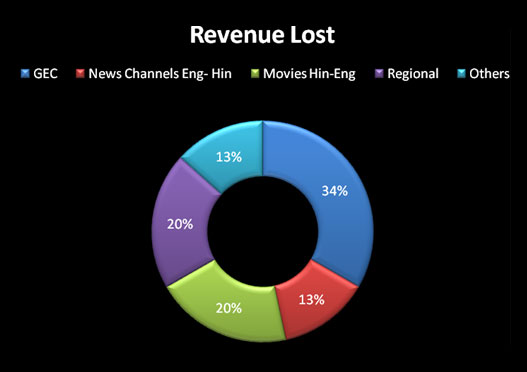 Revenue Lost
GEC News Channels Eng- Hin Movies Hin-Eng Regional Others
13%
34%
20%
13%
20%